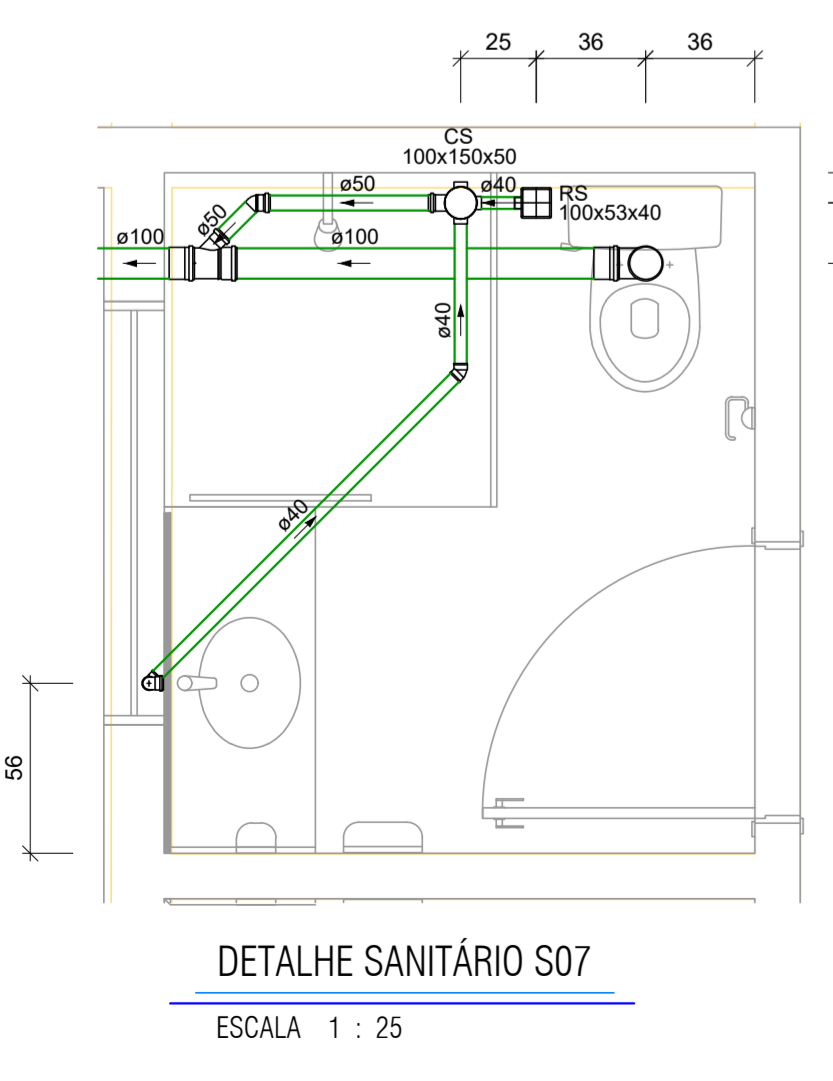 25 36 36
CS
100x150x50
ø50
ø40
RS
100x53x40
ø50
ø100
ø100
ø40
ø40
56
DETALHE SANITÁRIO S07
ESCALA 1 : 25